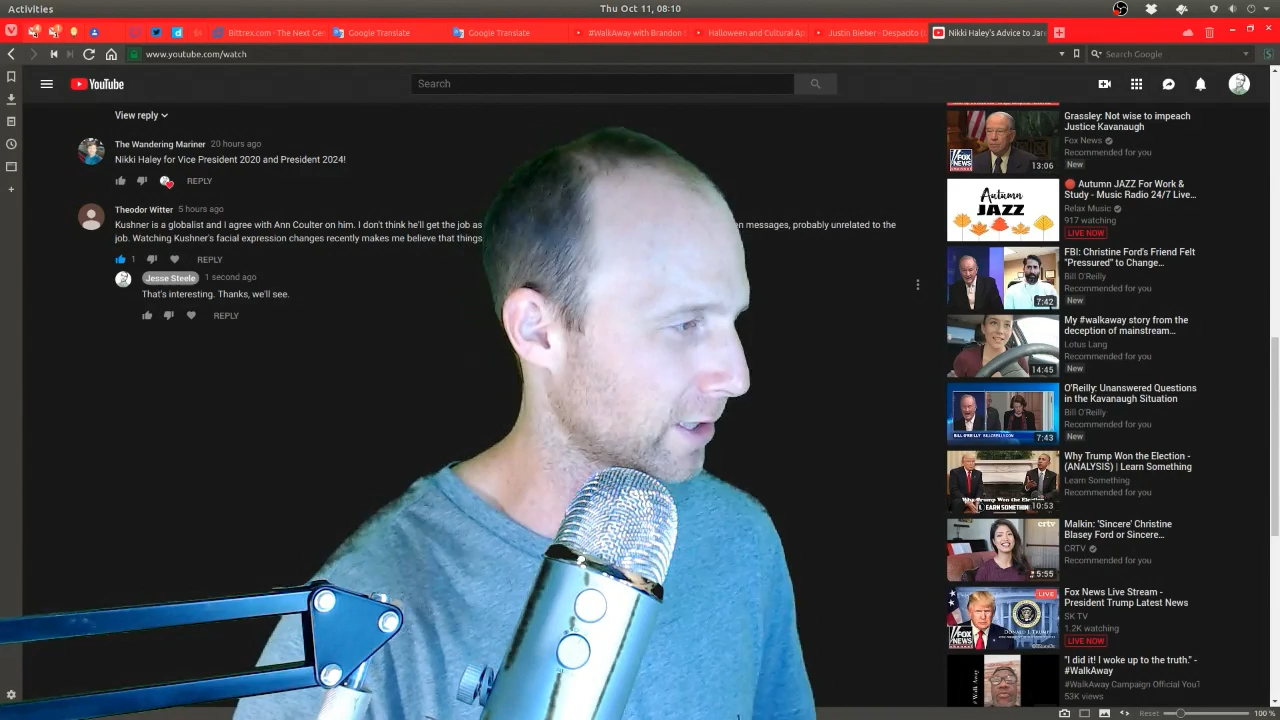 Activities
Thu Oct 11, 08:10
Bittrex.com - The Next Gen
Google Translate
Google Translate
#WalkAway with Brandon S
Halloween and Cultural Ap
Justin Bieber - Despacito (
Nikki Haley's Advice to Jare
www.youtube.com/watch
Search Google
YouTube
Search
View reply
The Wandering Mariner 20 hours ago
Nikki Haley for Vice President 2020 and President 2024!
REPLY
Theodor Witter 5 hours ago
Kushner is a globalist and I agree with Ann Coulter on him. I don't think he'll get the job as
en messages, probably unrelated to the
job. Watching Kushner's facial expression changes recently makes me believe that things
1 REPLY
Jesse Steele 1 second ago
That's interesting. Thanks, we'll see.
REPLY
Grassley: Not wise to impeach
Justice Kavanaugh
Fox News
Recommended for you
New
13:06
Autumn
JAZZ
Autumn JAZZ For Work &
Study - Music Radio 24/7 Live...
Relax Music
917 watching
LIVE NOW
FBI: Christine Ford's Friend Felt
"Pressured" to Change...
Bill O'Reilly
Recommended for you
New
7:42
My #walkaway story from the
deception of mainstream...
Lotus Lang
Recommended for you
New
14:45
O'Reilly: Unanswered Questions
in the Kavanaugh Situation
Bill O'Reilly
Recommended for you
New
7:43
Why Trump Won the Election -
(ANALYSIS) | Learn Something
Learn Something
Recommended for you
10:53
Malkin: 'Sincere' Christine
Blasey Ford or Sincere...
CRTV
Recommended for you
crtv
5:55
Fox News Live Stream -
President Trump Latest News
SK TV
1.2K watching
LIVE NOW
LIVE
"I did it! I woke up to the truth." -
#WalkAway
#WalkAway Campaign Official YouT
53K views
Reset
100 %